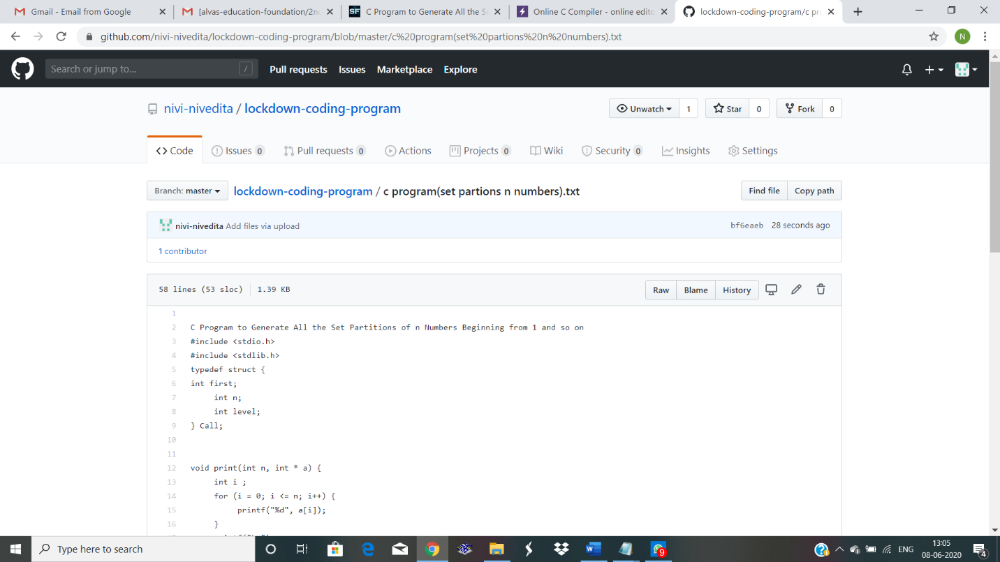 Gmail - Email from Google
[alvas-education-foundation/2nd
SF
C Program to Generate All the Se
Online C Compiler - online edito
lockdown-coding-program/c pr
github.com/nivi-nivedita/lockdown-coding-program/blob/master/c%20program(set%20partions%20n%20numbers).txt
N
Search or jump to...
/
Pull requests Issues Marketplace Explore
nivi-nivedita / lockdown-coding-program
Unwatch 1 Star 0 Fork 0
Code Issues 0 Pull requests 0 Actions Projects 0 Wiki Security 0 Insights Settings
Branch: master lockdown-coding-program / c program(set partions n numbers).txt Find file Copy path
nivi-nivedita Add files via upload bf6eaeb 28 seconds ago
1 contributor
58 lines (53 sloc) 1.39 KB Raw Blame History
1
2 C Program to Generate All the Set Partitions of n Numbers Beginning from 1 and so on
3 #include <stdio.h>
4 #include <stdlib.h>
5 typedef struct {
6 int first;
7 int n;
8 int level;
9 } Call;
10
11
12 void print(int n, int * a) {
13 int i ;
14 for (i = 0; i <= n; i++) {
15 printf("%d", a[i]);
16 }
Type here to search
9
ENG
13:05
08-06-2020
4